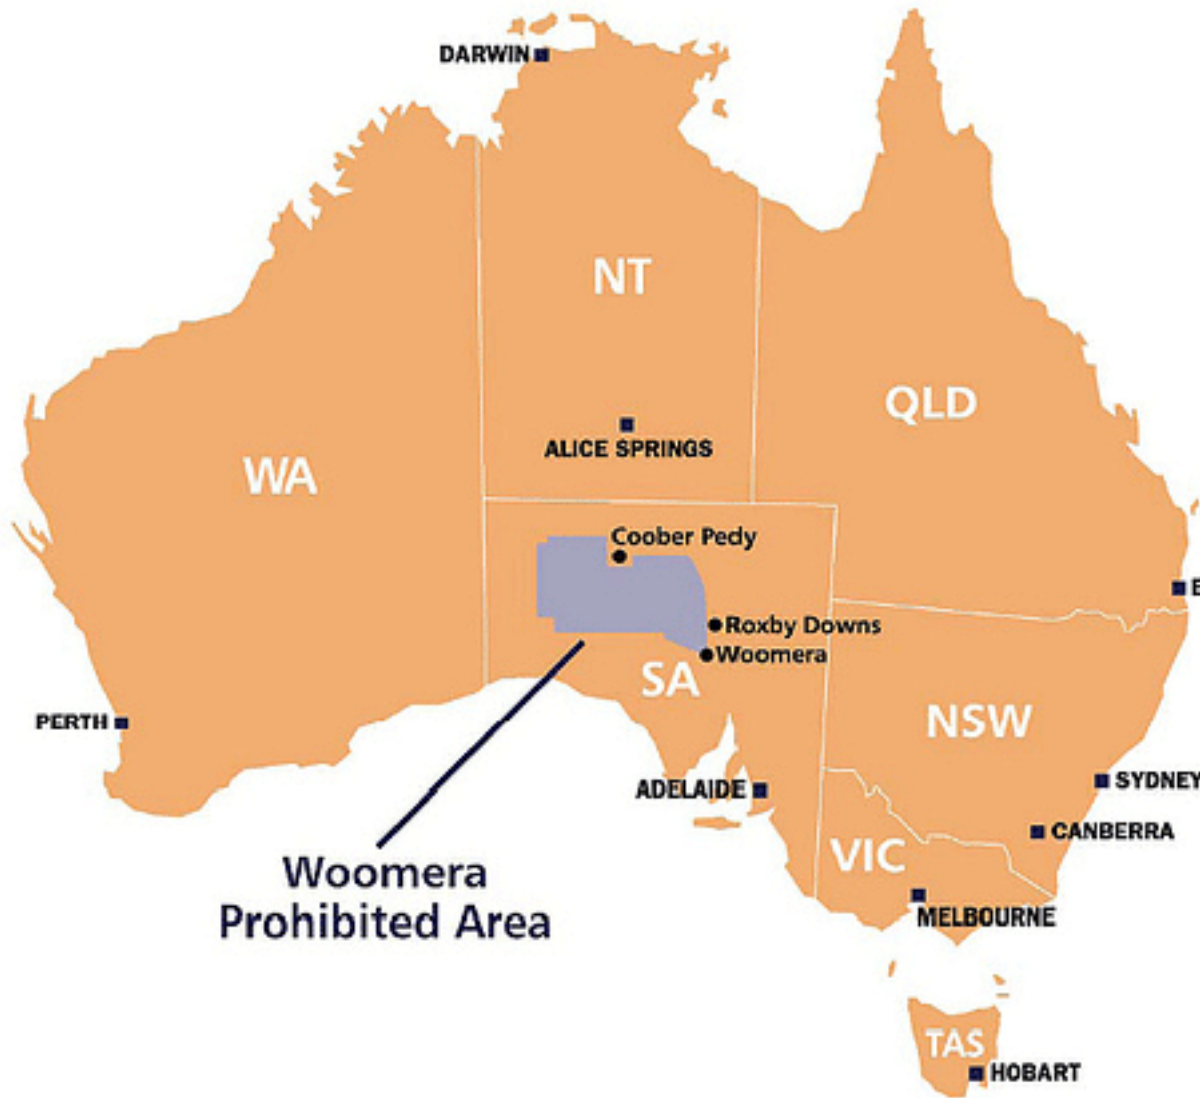 DARWIN
NT
QLD
ALICE SPRINGS
WA
Coober Pedy
Roxby Downs
Woomera
SA
PERTH
NSW
ADELAIDE
SYDNEY
CANBERRA
VIC
Woomera
Prohibited Area
MELBOURNE
TAS
HOBART